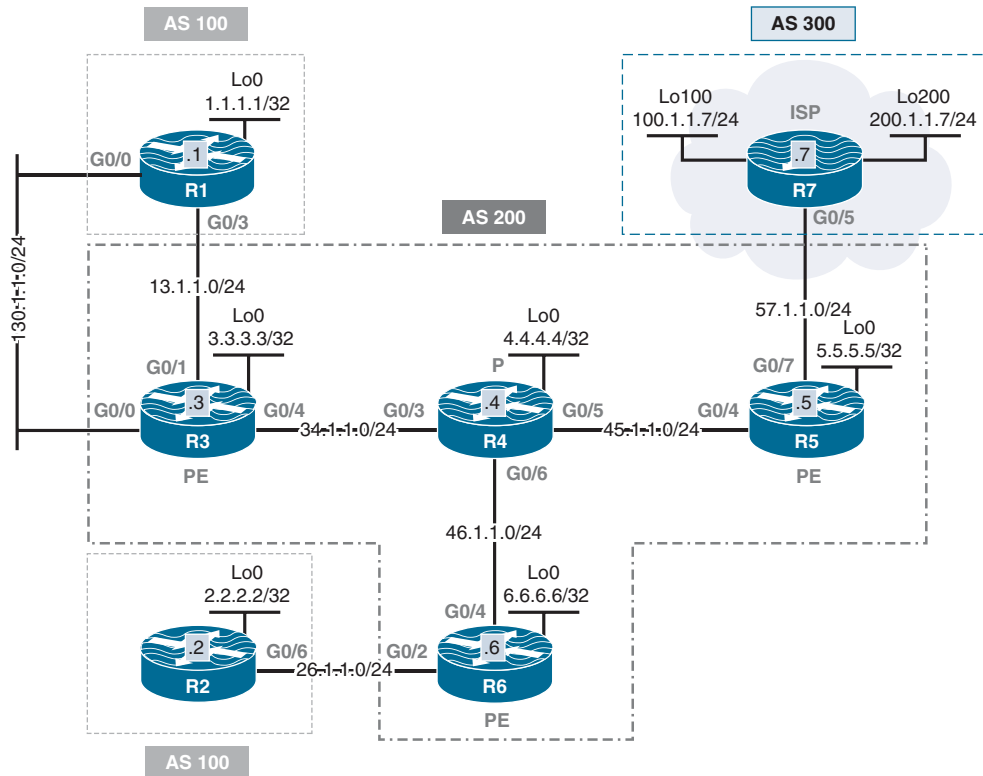 AS 100
AS 300
Lo0
1.1.1.1/32
Lo100
100.1.1.7/24
ISP
Lo200
200.1.1.7/24
G0/0
.1
R1
.7
R7
G0/3
G0/5
AS 200
130.1.1.0/24
13.1.1.0/24
57.1.1.0/24
Lo0
3.3.3.3/32
Lo0
4.4.4.4/32
Lo0
5.5.5.5/32
G0/1
P
G0/7
G0/0
.3
R3
G0/4
34.1.1.0/24
G0/3
.4
R4
G0/5
45.1.1.0/24
G0/4
.5
R5
PE
G0/6
PE
46.1.1.0/24
Lo0
2.2.2.2/32
Lo0
6.6.6.6/32
G0/4
.2
R2
G0/6
26.1.1.0/24
G0/2
.6
R6
PE
AS 100